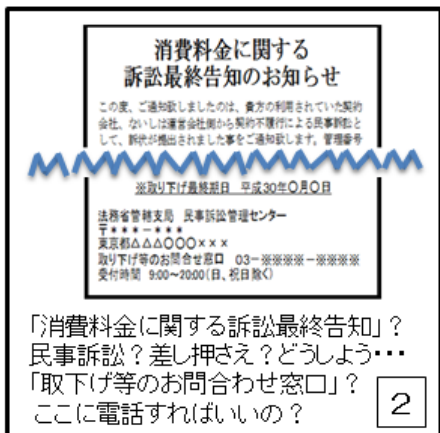 消費料金に関する
訴訟最終告知のお知らせ
この度、ご通知致しましたのは、貴方の利用されていた契約
会社、ないしは運営会社側から契約不履行による民事訴訟と
して、訴状が提出されました事をご通知致します。管理番号
※取り下げ最終期日 平成30年〇月〇日
法務省管轄支局 民事訴訟管理センター
〒***－***
東京都△△△〇〇〇×××
取り下げ等のお問合せ窓口 03－※※※※－※※※※
受付時間 9:00～20:00(日、祝日除く)
「消費料金に関する訴訟最終告知」？
民事訴訟？差し押さえ？どうしよう・・・
「取下げ等のお問合わせ窓口」？
ここに電話すればいいの？
2